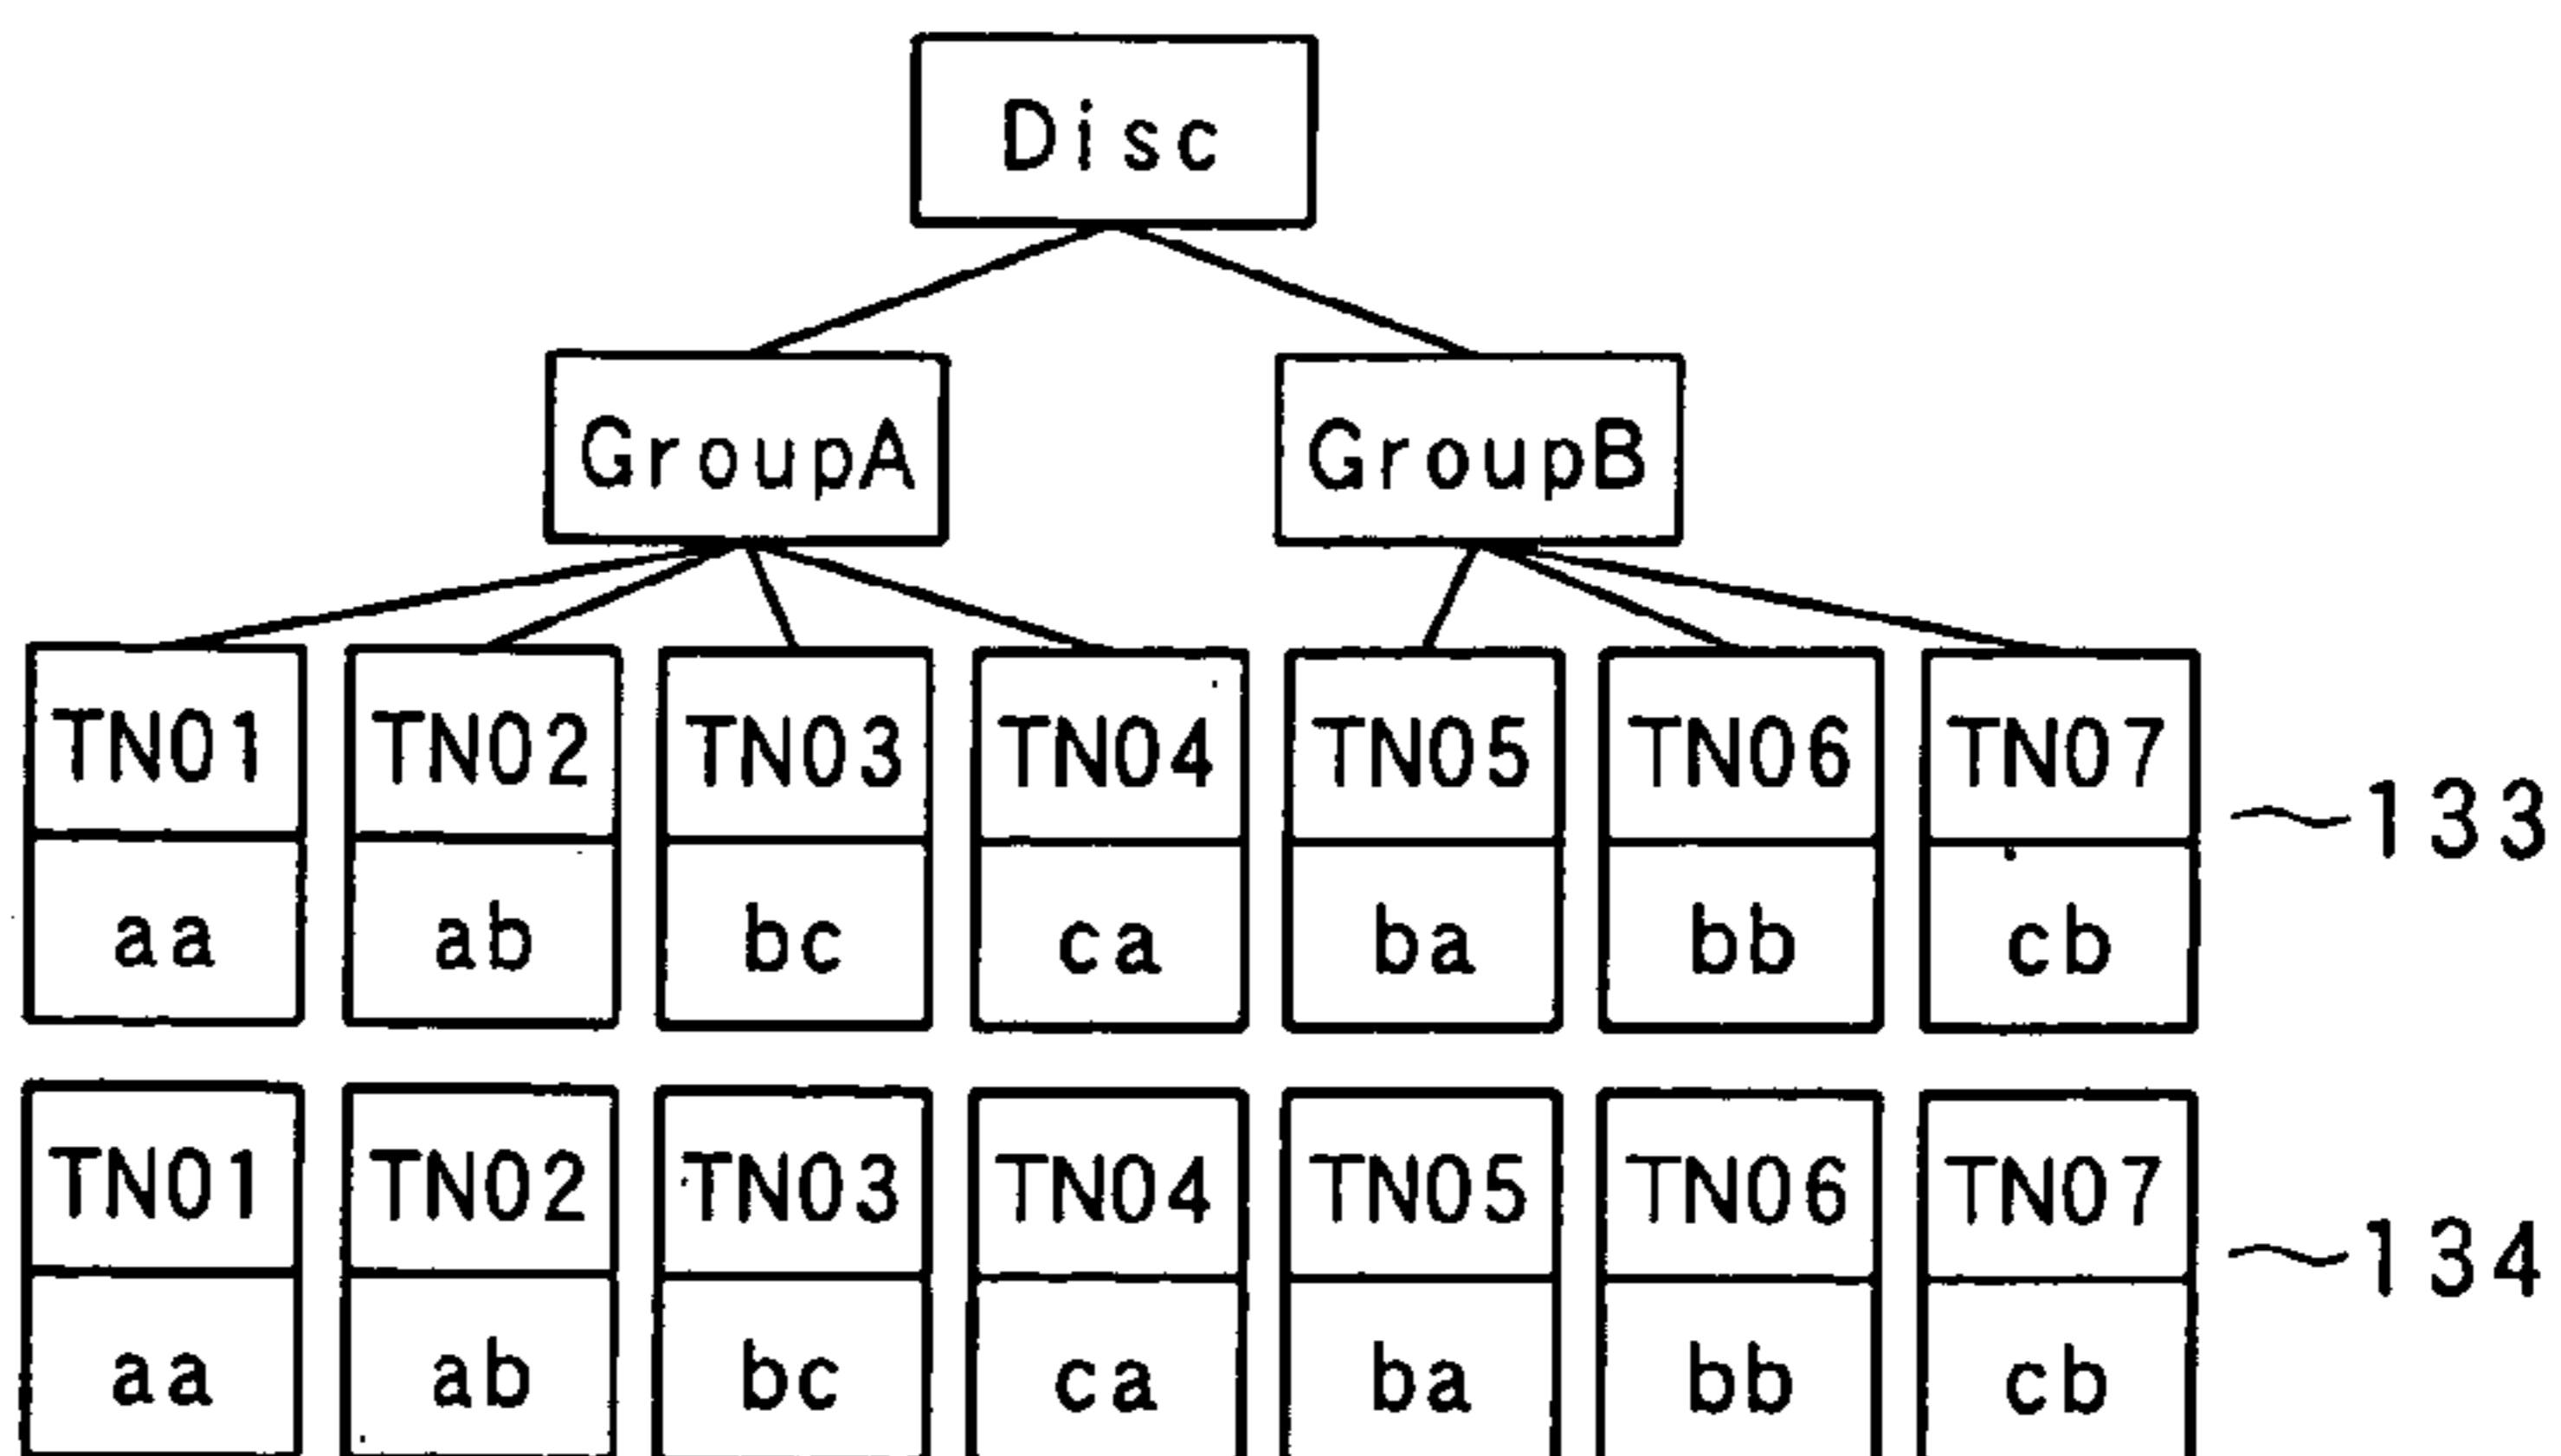 Disc
GroupA GroupB
TN01 TN02 TN03 TN04 TN05 TN06 TN07
~133
aa ab bc ca ba bb cb
TN01 TN02 TN03 TN04 TN05 TN06 TN07
~134
aa ab bc ca ba bb cb